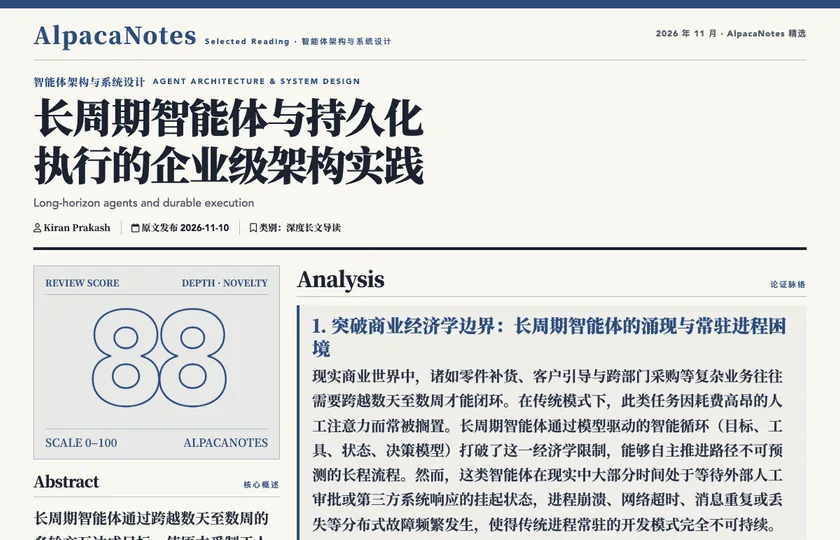 AlpacaNotes Selected Reading · 智能体架构与系统设计
2026 年 11 月 · AlpacaNotes 精选
智能体架构与系统设计 AGENT ARCHITECTURE & SYSTEM DESIGN
长周期智能体与持久化
执行的企业级架构实践
Long-horizon agents and durable execution
Kiran Prakash 原文发布 2026-11-10 类别：深度长文导读
REVIEW SCORE DEPTH · NOVELTY
88
SCALE 0–100 ALPACANOTES
Abstract 核心概述
长周期智能体通过跨越数天至数周的
Analysis 论证脉络
1. 突破商业经济学边界：长周期智能体的涌现与常驻进程困
境
现实商业世界中，诸如零件补货、客户引导与跨部门采购等复杂业务往往
需要跨越数天至数周才能闭环。在传统模式下，此类任务因耗费高昂的人
工注意力而常被搁置。长周期智能体通过模型驱动的智能循环（目标、工
具、状态、决策模型）打破了这一经济学限制，能够自主推进路径不可预
测的长程流程。然而，这类智能体在现实中大部分时间处于等待外部人工
审批或第三方系统响应的挂起状态，进程崩溃、网络超时、消息重复或丢
失等分布式故障频繁发生，使得传统进程常驻的开发模式完全不可持续。